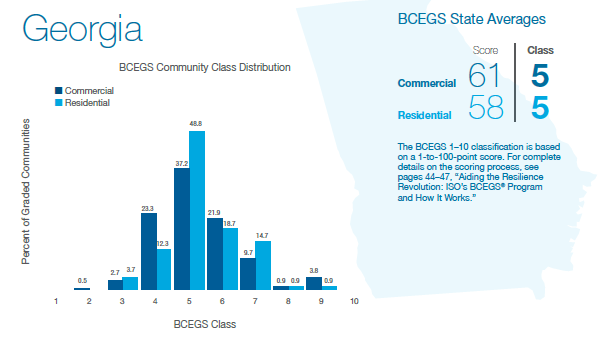 Georgia
BCEGS Community Class Distribution
Commercial
Residential
Percent of Graded Communities
0.5
2.7
3.7
23.3
12.3
37.2
48.8
21.9
18.7
9.7
14.7
0.9
0.9
3.8
0.9
1 2 3 4 5 6 7 8 9 10
BCEGS Class
BCEGS State Averages
Score Class
Commercial 61 5
Residential 58 5
The BCEGS 1–10 classification is based
on a 1-to-100-point score. For complete
details on the scoring process, see
pages 44–47, “Aiding the Resilience
Revolution: ISO’s BCEGS® Program
and How It Works.”